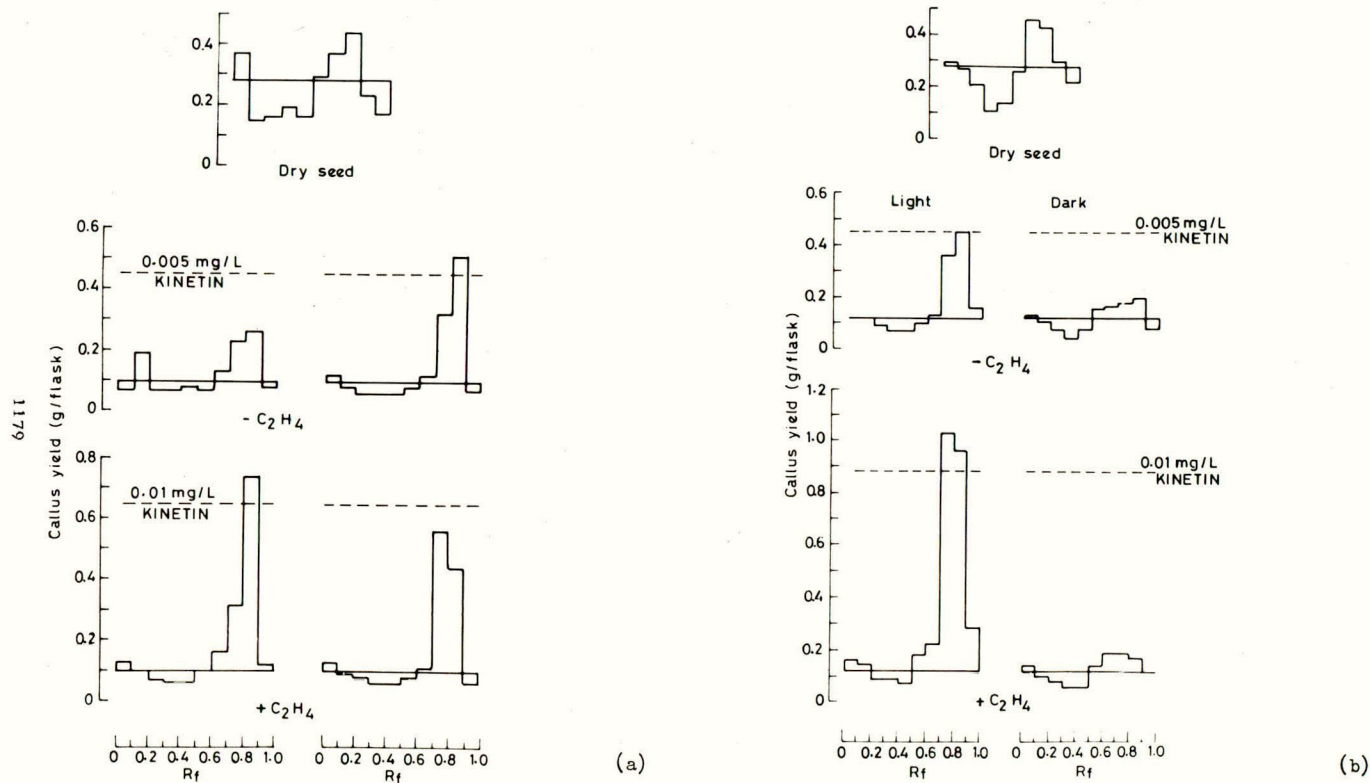 0.4
0.2
0
Dry seed
0.6
0.4
0.2
0
0.005 mg/L
KINETIN
- C2H4
0.8
0.6
0.4
0.2
0
0.01 mg/L
KINETIN
+ C2H4
Callus yield (g/flask)
0 0.2 0.4 0.6 0.8 1.0
Rf
0 0.2 0.4 0.6 0.8 1.0
Rf
(a)
1179
0.4
0.2
0
Dry seed
Light
Dark
0.6
0.4
0.2
0
0.005 mg/L
KINETIN
- C2H4
1·2
1.0
0.8
0.6
0.4
0.2
0
0.01 mg/L
KINETIN
+ C2H4
Callus yield (g/flask)
0 0.2 0.4 0.6 0.8 1.0
Rf
0 0.2 0.4 0.6 0.8 1.0
Rf
(b)